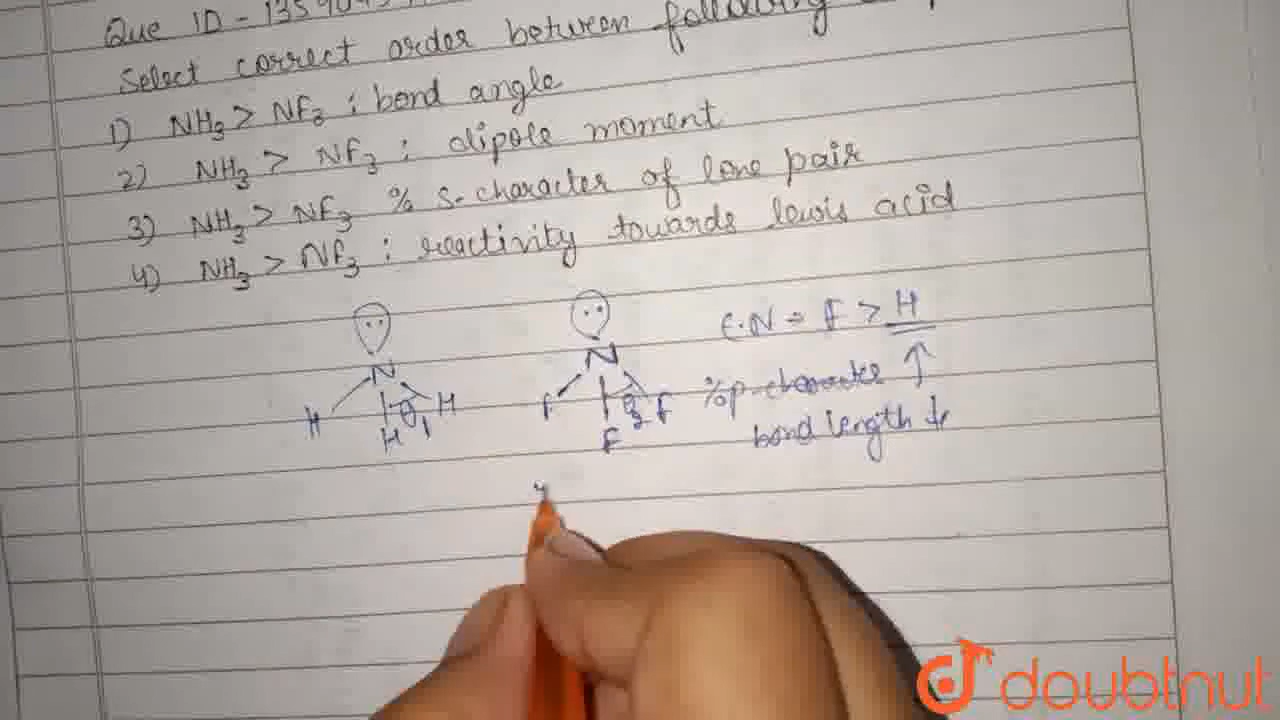 Que ID -
Select correct order between following
1) NH3 > NF3 : bond angle
2) NH3 > NF3 : dipole moment
3) NH3 > NF3 % s-character of lone pair
4) NH3 > NF3 : reactivity towards lewis acid
E.N = F > H
N N
%p-character ↑
H H θ1 F θ2 F
H F
bond length ↓
doubtnut